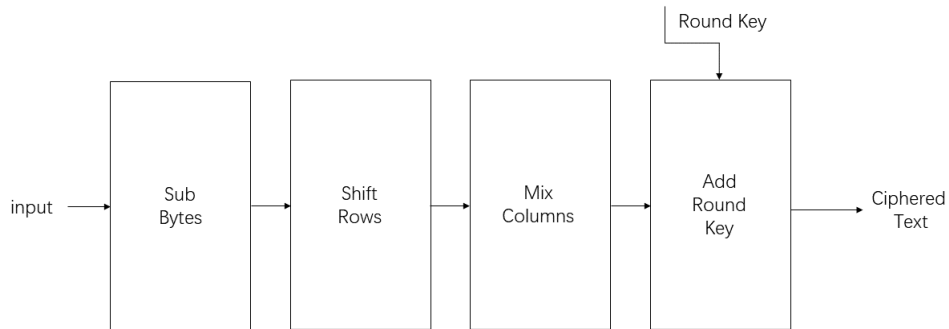 Round Key
input
Sub
Bytes
Shift
Rows
Mix
Columns
Add
Round
Key
Ciphered
Text